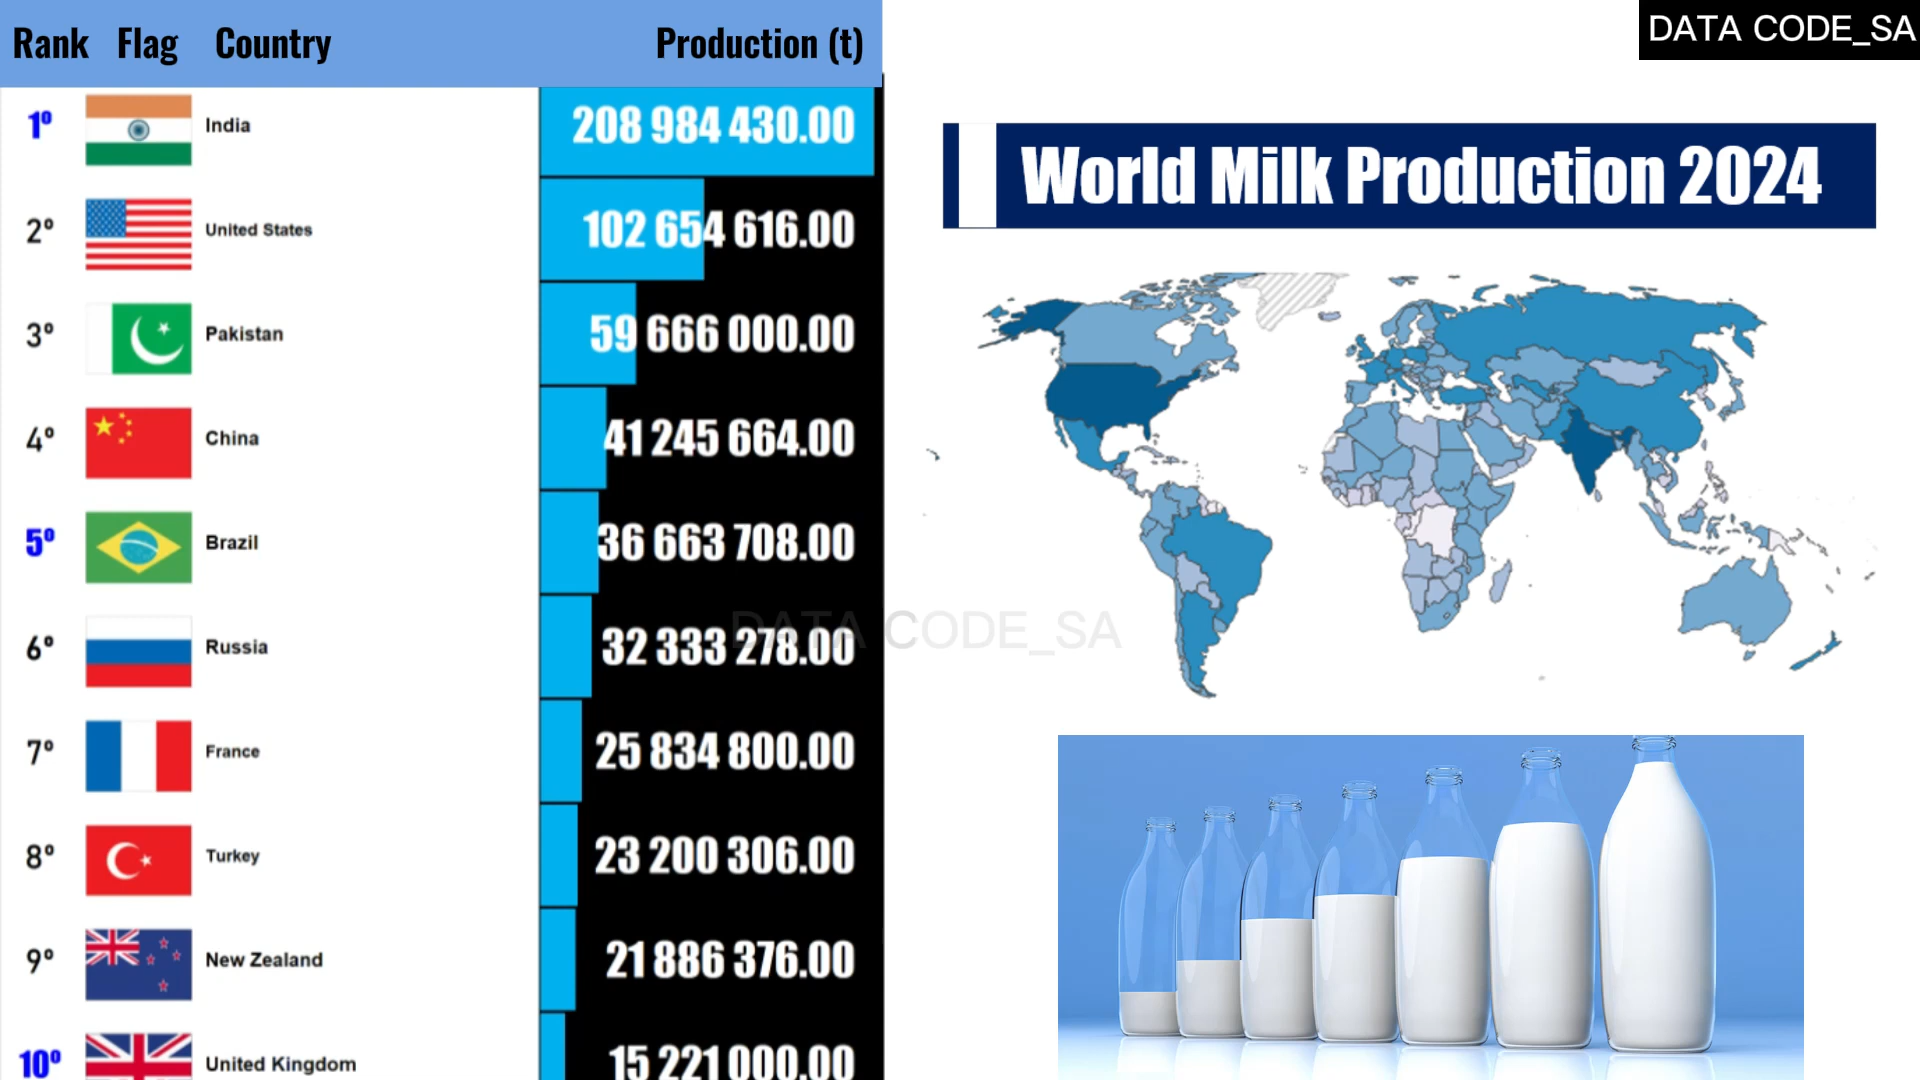 Rank Flag Country Production (t)
DATA CODE_SA
World Milk Production 2024
1º India 208 984 430.00
2º United States 102 654 616.00
3º Pakistan 59 666 000.00
4º China 41 245 664.00
5º Brazil 36 663 708.00
6º Russia 32 333 278.00
7º France 25 834 800.00
8º Turkey 23 200 306.00
9º New Zealand 21 886 376.00
10º United Kingdom 15 221 000.00
DATA CODE_SA